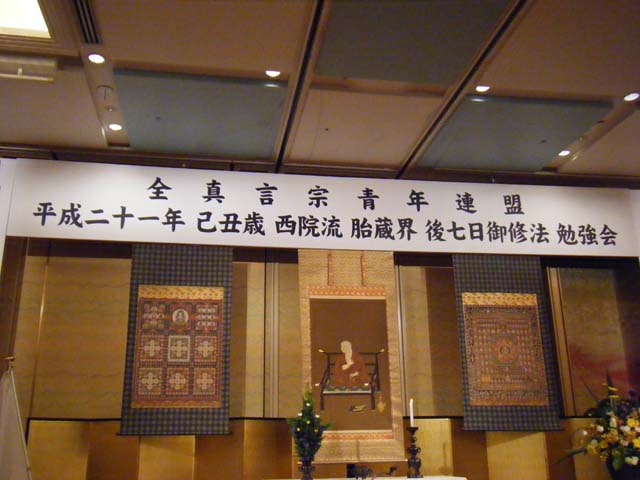 全真言宗青年連盟
平成二十一年 己丑歳 西院流 胎蔵界 後七日御修法 勉強会